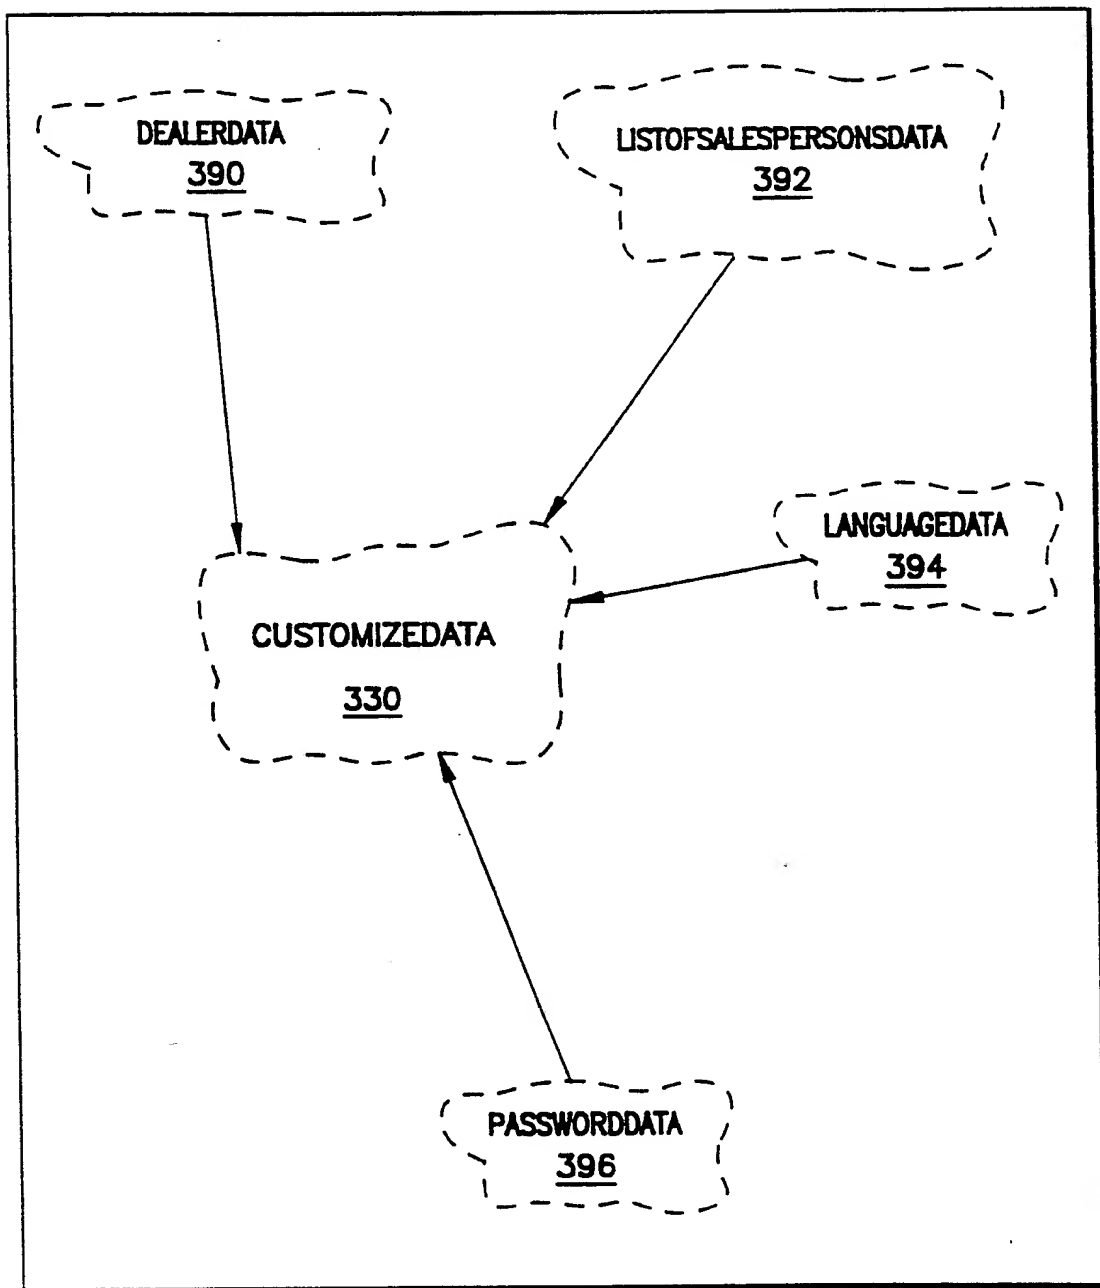 DEALERDATA
390
LISTOFSALESPERSONSDATA
392
LANGUAGEDATA
394
CUSTOMIZEDATA
330
PASSWORDDATA
396